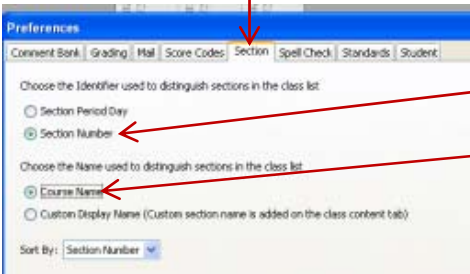 Preferences
Comment Bank Grading Mail Score Codes Section Spell Check Standards Student
Choose the Identifier used to distinguish sections in the class list
Section Period Day
Section Number
Choose the Name used to distinguish sections in the class list
Course Name
Custom Display Name (Custom section name is added on the class content tab)
Sort By: Section Number